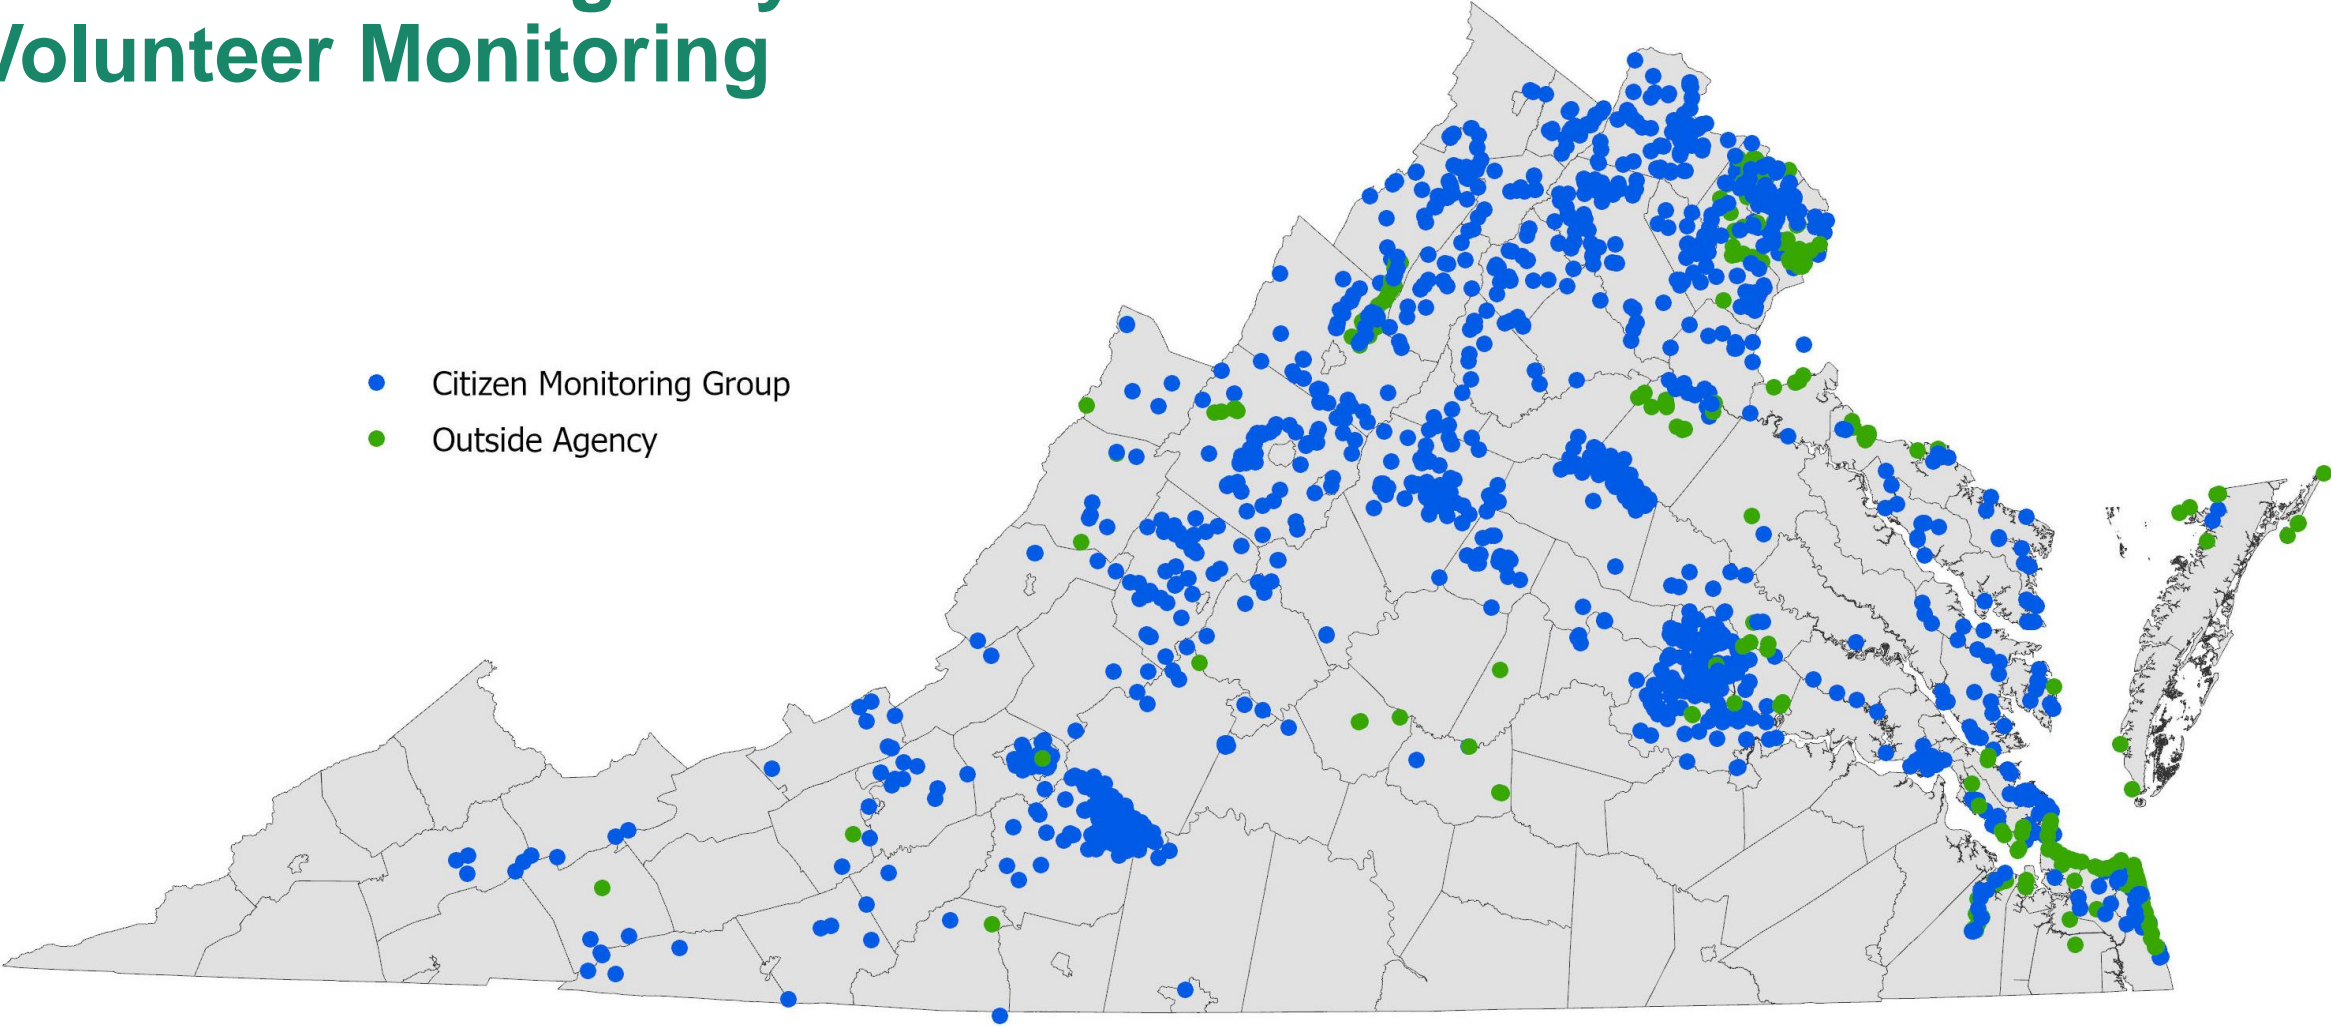 Volunteer Monitoring
Citizen Monitoring Group
Outside Agency